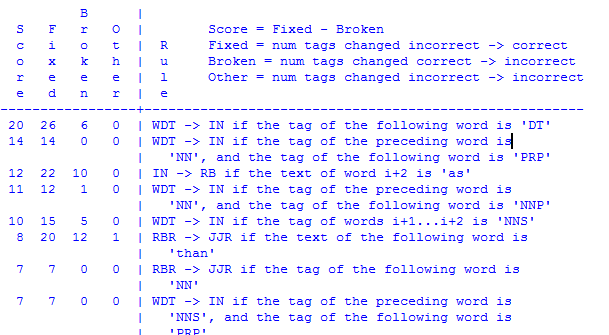 B      |
 S    F    r    O    |        Score = Fixed - Broken
 c    i    o    t    |  R     Fixed = num tags changed incorrect -> correct
 o    x    k    h    |  u     Broken = num tags changed correct -> incorrect
 r    e    e    e    |  l     Other = num tags changed incorrect -> incorrect
 e    d    n    r    |  e
---------------------+-------------------------------------------------------
 20   26   6    0    | WDT -> IN if the tag of the following word is 'DT'
 14   14   0    0    | WDT -> IN if the tag of the preceding word is
                     |   'NN', and the tag of the following word is 'PRP'
 12   22   10   0    | IN -> RB if the text of word i+2 is 'as'
 11   12   1    0    | WDT -> IN if the tag of the preceding word is
                     |   'NN', and the tag of the following word is 'NNP'
 10   15   5    0    | WDT -> IN if the tag of words i+1...i+2 is 'NNS'
 8    20   12   1    | RBR -> JJR if the text of the following word is
                     |   'than'
 7    7    0    0    | RBR -> JJR if the tag of the following word is
                     |   'NN'
 7    7    0    0    | WDT -> IN if the tag of the preceding word is
                     |   'NNS', and the tag of the following word is
                     |   'PRP'